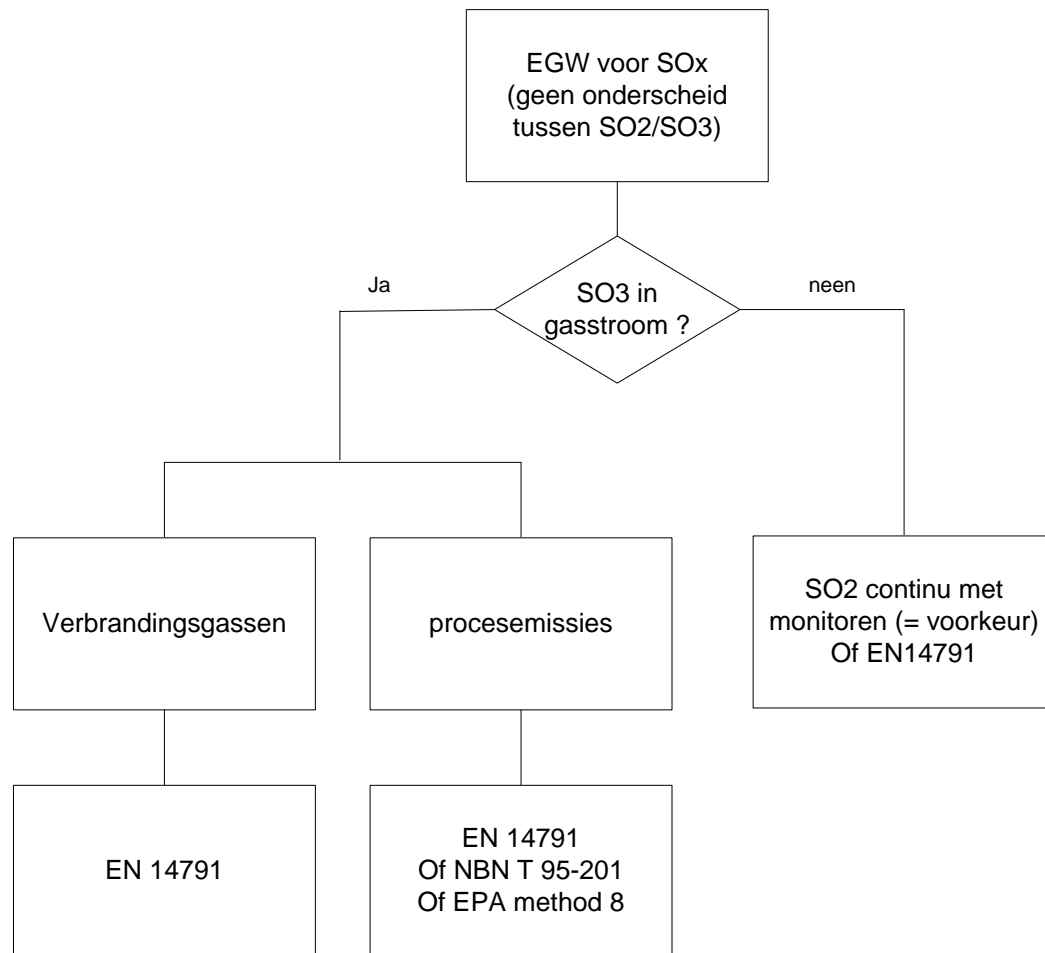 EGW voor SOx
(geen onderscheid
tussen SO2/SO3)
Ja
SO3 in
gasstroom ?
neen
Verbrandingsgassen
procesemissies
SO2 continu met
monitoren (= voorkeur)
Of EN14791
EN 14791
EN 14791
Of NBN T 95-201
Of EPA method 8